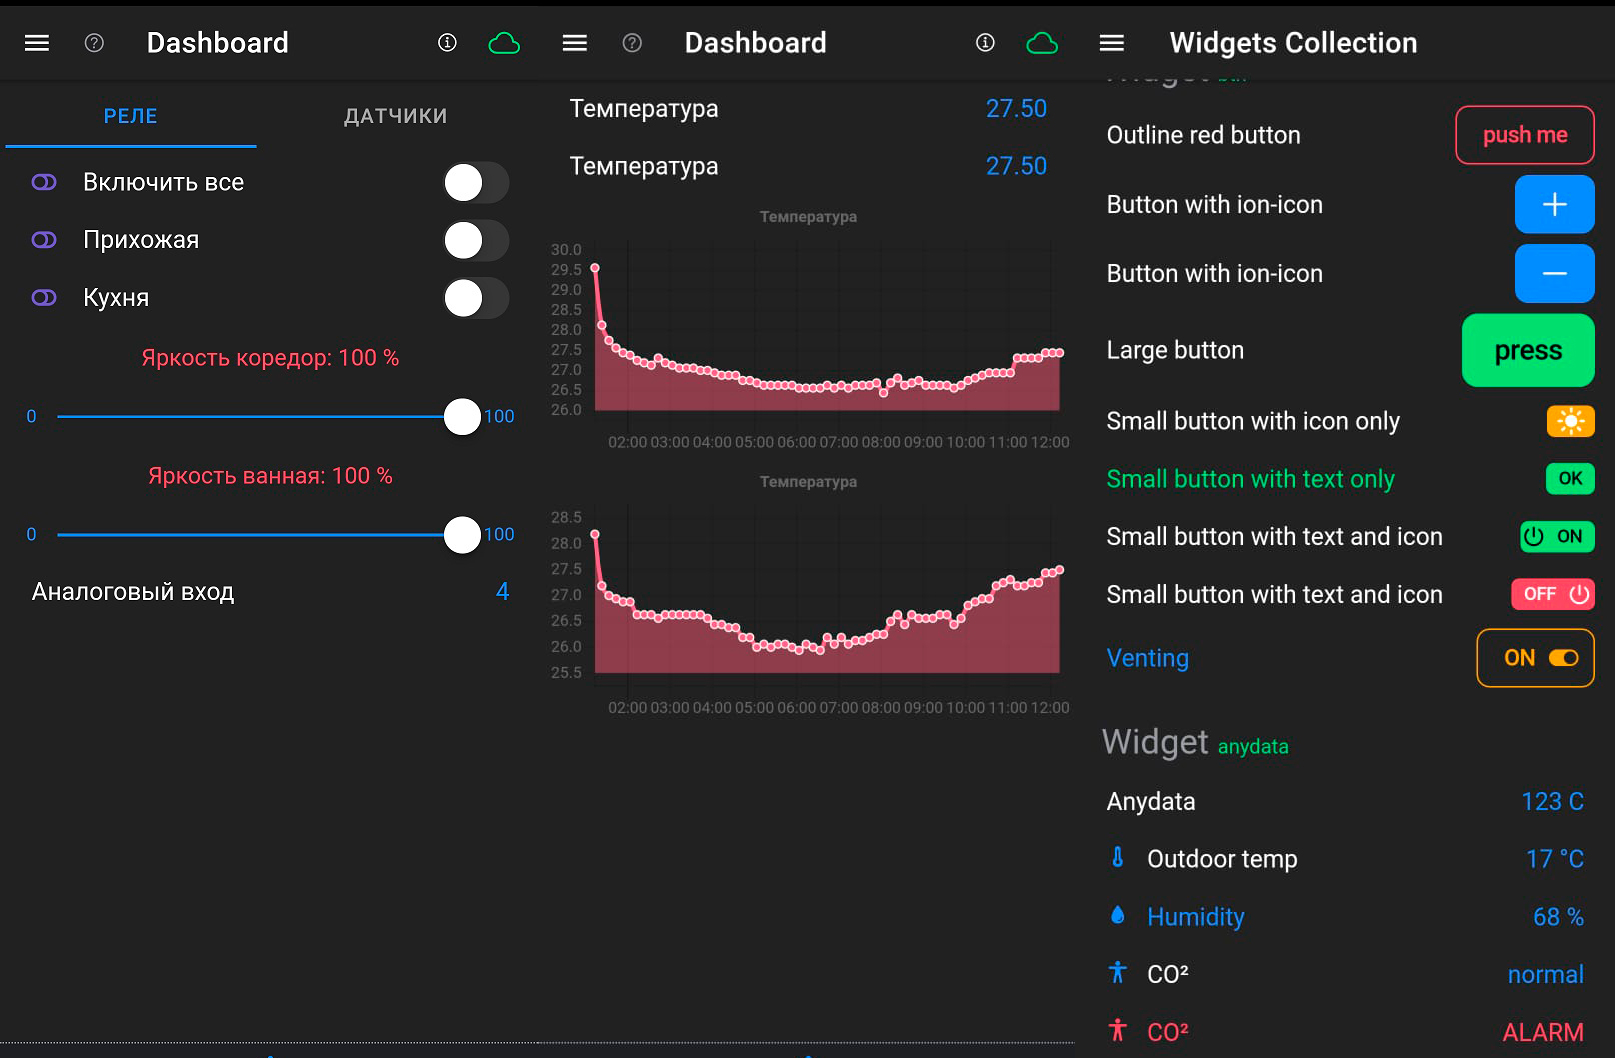 Dashboard
РЕЛЕ ДАТЧИКИ
Включить все
Прихожая
Кухня
Яркость коредор: 100 %
0 100
Яркость ванная: 100 %
0 100
Аналоговый вход 4
Dashboard
Температура 27.50
Температура 27.50
Температура
30.0
29.5
29.0
28.5
28.0
27.5
27.0
26.5
26.0
02:00 03:00 04:00 05:00 06:00 07:00 08:00 09:00 10:00 11:00 12:00
Температура
28.5
28.0
27.5
27.0
26.5
26.0
25.5
02:00 03:00 04:00 05:00 06:00 07:00 08:00 09:00 10:00 11:00 12:00
Widgets Collection
Widget btn
Outline red button push me
Button with ion-icon
Button with ion-icon
Large button press
Small button with icon only
Small button with text only OK
Small button with text and icon ON
Small button with text and icon OFF
Venting ON
Widget anydata
Anydata 123 C
Outdoor temp 17 °C
Humidity 68 %
CO² normal
CO² ALARM